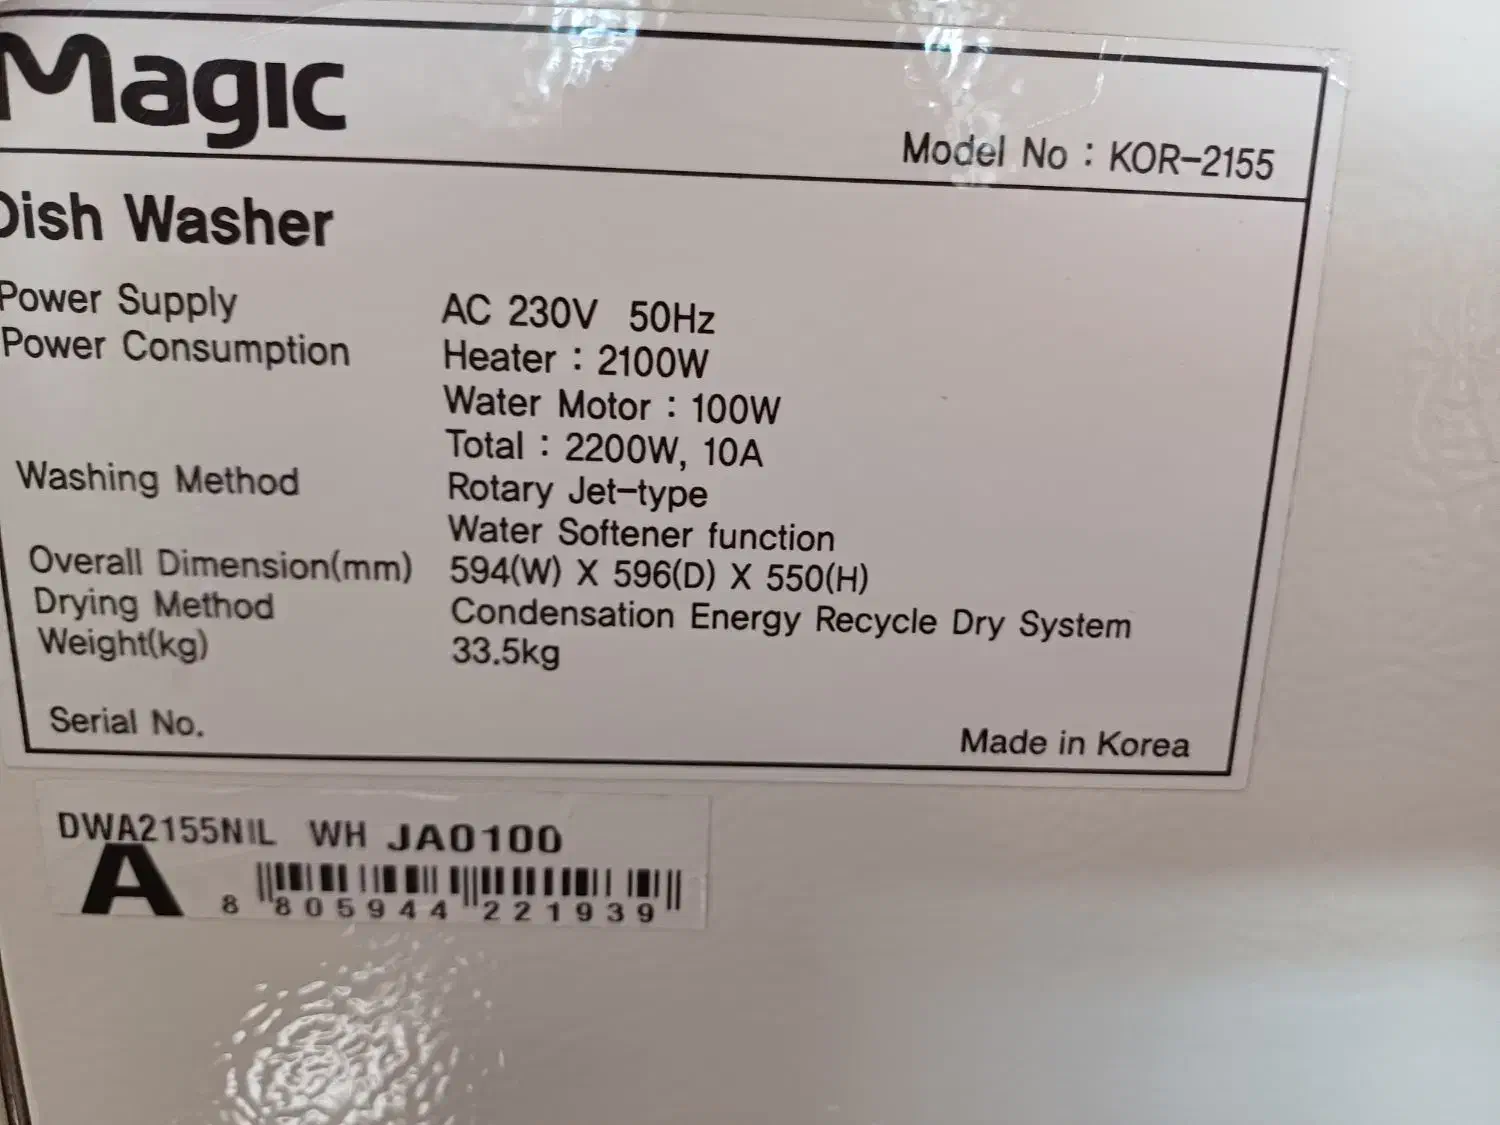 Magic
Model No : KOR-2155
Dish Washer
Power Supply AC 230V 50Hz
Power Consumption Heater : 2100W
Water Motor : 100W
Total : 2200W, 10A
Washing Method Rotary Jet-type
Water Softener function
Overall Dimension(mm) 594(W) X 596(D) X 550(H)
Drying Method Condensation Energy Recycle Dry System
Weight(kg) 33.5kg
Serial No.
Made in Korea
DWA2155NIL WH JA0100
A
8 805944 221939